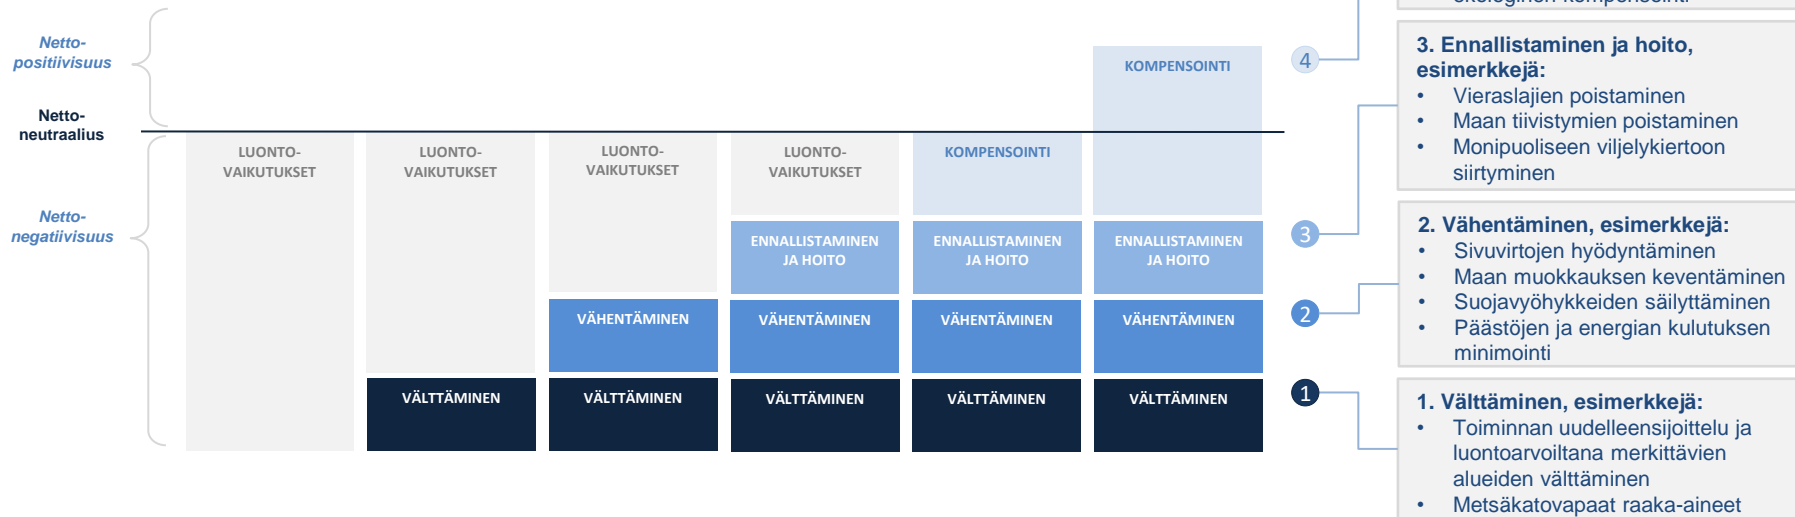 Netto-
positiivisuus
Netto-
neutraalius
Netto-
negatiivisuus
LUONTO-
VAIKUTUKSET
LUONTO-
VAIKUTUKSET
VÄLTTÄMINEN
LUONTO-
VAIKUTUKSET
VÄHENTÄMINEN
VÄLTTÄMINEN
LUONTO-
VAIKUTUKSET
ENNALLISTAMINEN
JA HOITO
VÄHENTÄMINEN
VÄLTTÄMINEN
KOMPENSOINTI
ENNALLISTAMINEN
JA HOITO
VÄHENTÄMINEN
VÄLTTÄMINEN
KOMPENSOINTI
ENNALLISTAMINEN
JA HOITO
VÄHENTÄMINEN
VÄLTTÄMINEN
4
3
2
1
3. Ennallistaminen ja hoito,
esimerkkejä:
• Vieraslajien poistaminen
• Maan tiivistymien poistaminen
• Monipuoliseen viljelykiertoon
siirtyminen
2. Vähentäminen, esimerkkejä:
• Sivuvirtojen hyödyntäminen
• Maan muokkauksen keventäminen
• Suojavyöhykkeiden säilyttäminen
• Päästöjen ja energian kulutuksen
minimointi
1. Välttäminen, esimerkkejä:
• Toiminnan uudelleensijoittelu ja
luontoarvoiltana merkittävien
alueiden välttäminen
• Metsäkatovapaat raaka-aineet